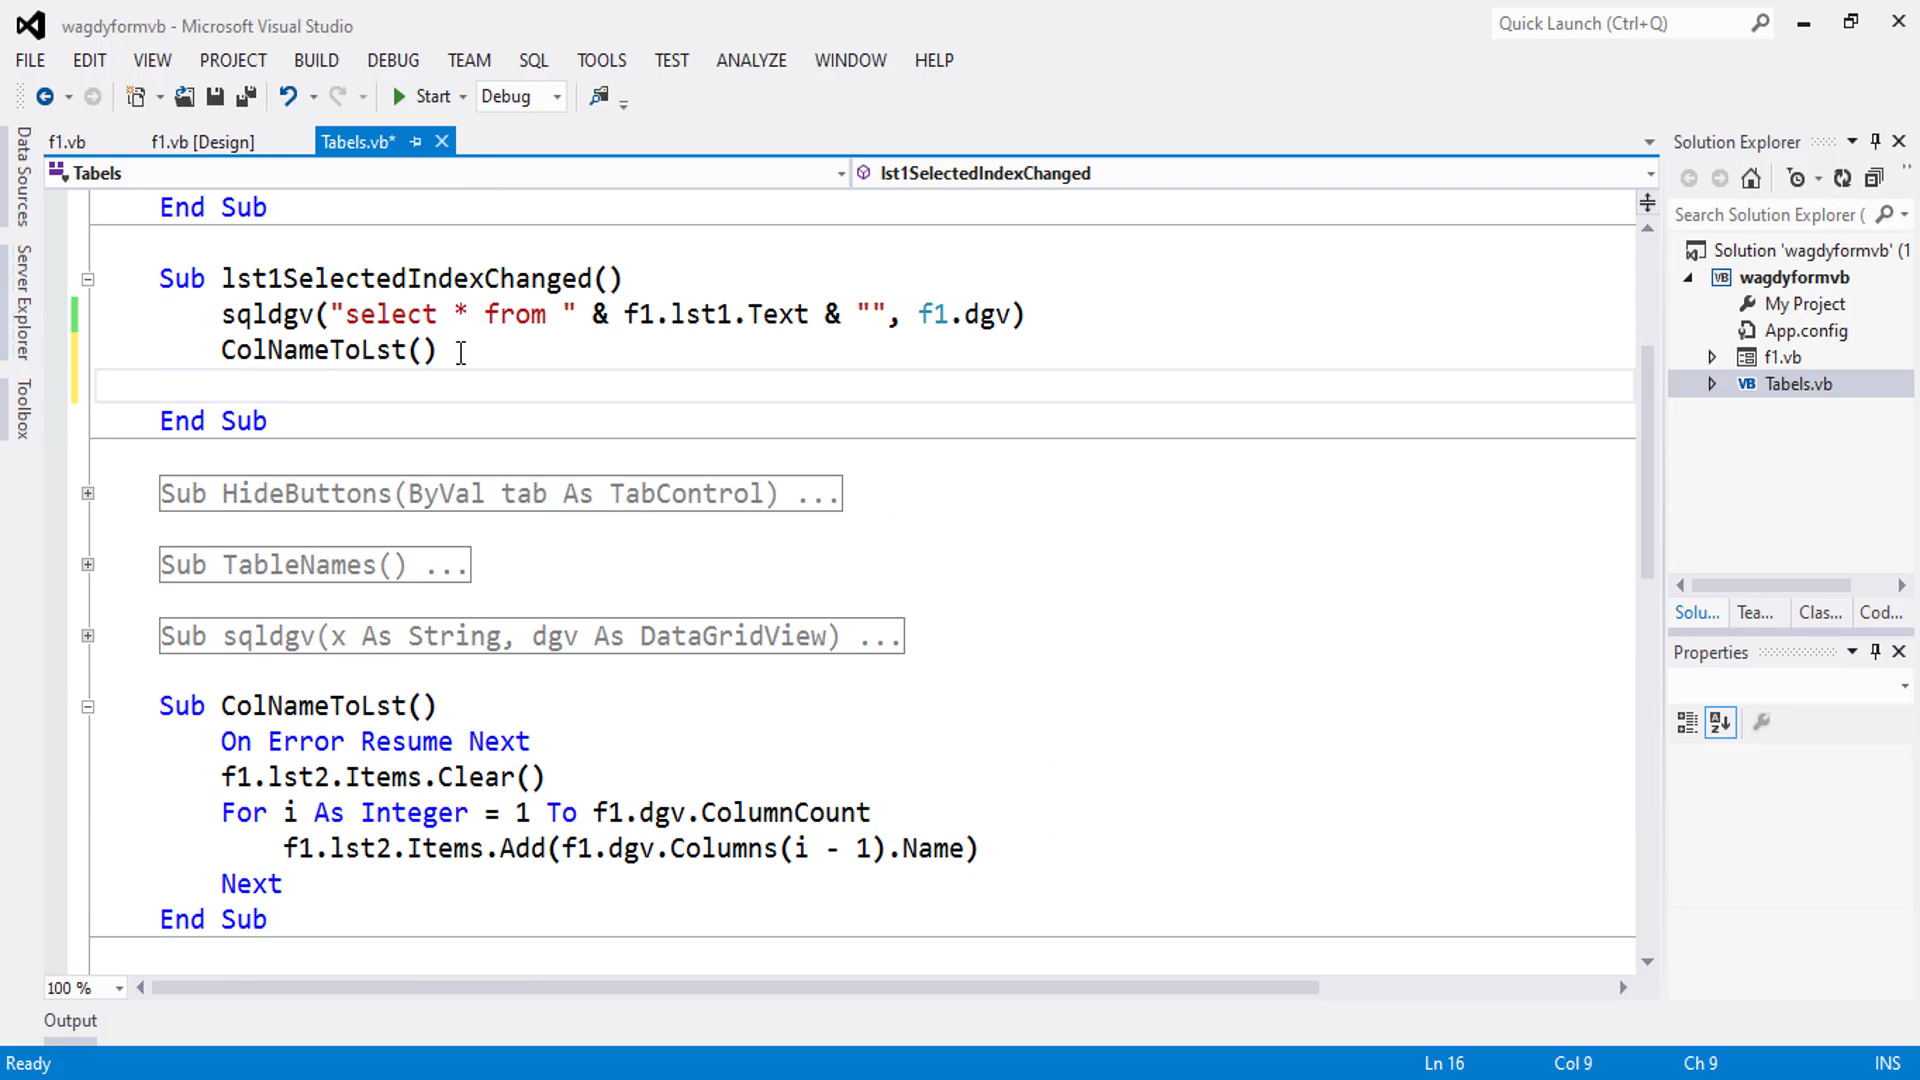 wagdyformvb - Microsoft Visual Studio
Quick Launch (Ctrl+Q)
FILE EDIT VIEW PROJECT BUILD DEBUG TEAM SQL TOOLS TEST ANALYZE WINDOW HELP
Start Debug
f1.vb f1.vb [Design] Tabels.vb*
Tabels lst1SelectedIndexChanged
Data Sources
Server Explorer
Toolbox
End Sub
Sub lst1SelectedIndexChanged()
sqldgv("select * from " & f1.lst1.Text & "", f1.dgv)
ColNameToLst()
End Sub
Sub HideButtons(ByVal tab As TabControl) ...
Sub TableNames() ...
Sub sqldgv(x As String, dgv As DataGridView) ...
Sub ColNameToLst()
On Error Resume Next
f1.lst2.Items.Clear()
For i As Integer = 1 To f1.dgv.ColumnCount
f1.lst2.Items.Add(f1.dgv.Columns(i - 1).Name)
Next
End Sub
100 %
Output
Solution Explorer
Search Solution Explorer (
Solution 'wagdyformvb' (1
VB wagdyformvb
My Project
App.config
f1.vb
VB Tabels.vb
Solu... Tea... Clas... Cod...
Properties
Ready Ln 16 Col 9 Ch 9 INS